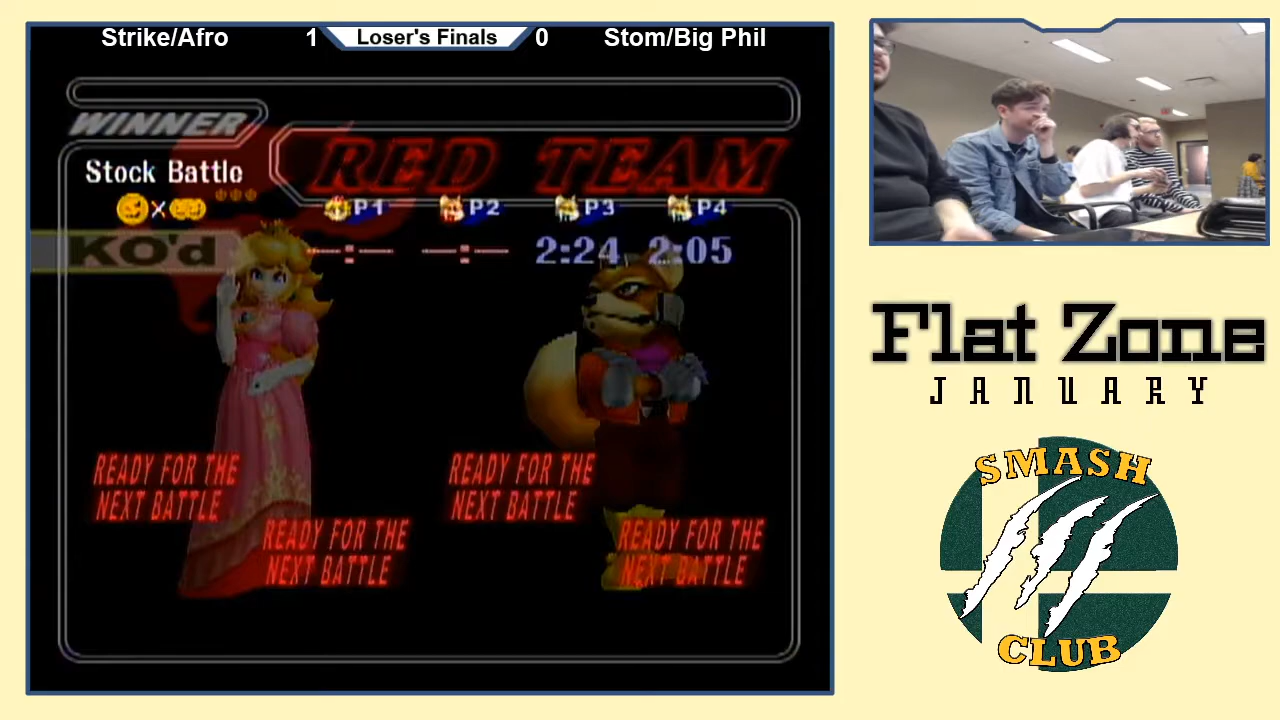 Strike/Afro 1 Loser's Finals 0 Stom/Big Phil
WINNER
RED TEAM
Stock Battle
P1 P2 P3 P4
KO'd --:-- --:-- 2:24 2:05
READY FOR THE
NEXT BATTLE
READY FOR THE
NEXT BATTLE
READY FOR THE
NEXT BATTLE
READY FOR THE
NEXT BATTLE
Flat Zone
JANUARY
SMASH
CLUB